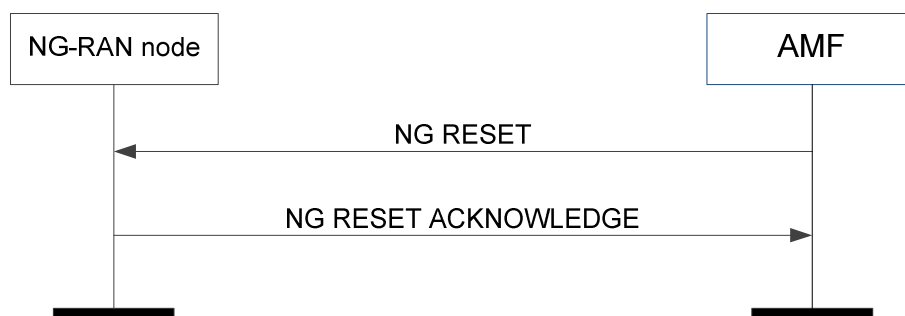 NG-RAN node
AMF
NG RESET
NG RESET ACKNOWLEDGE